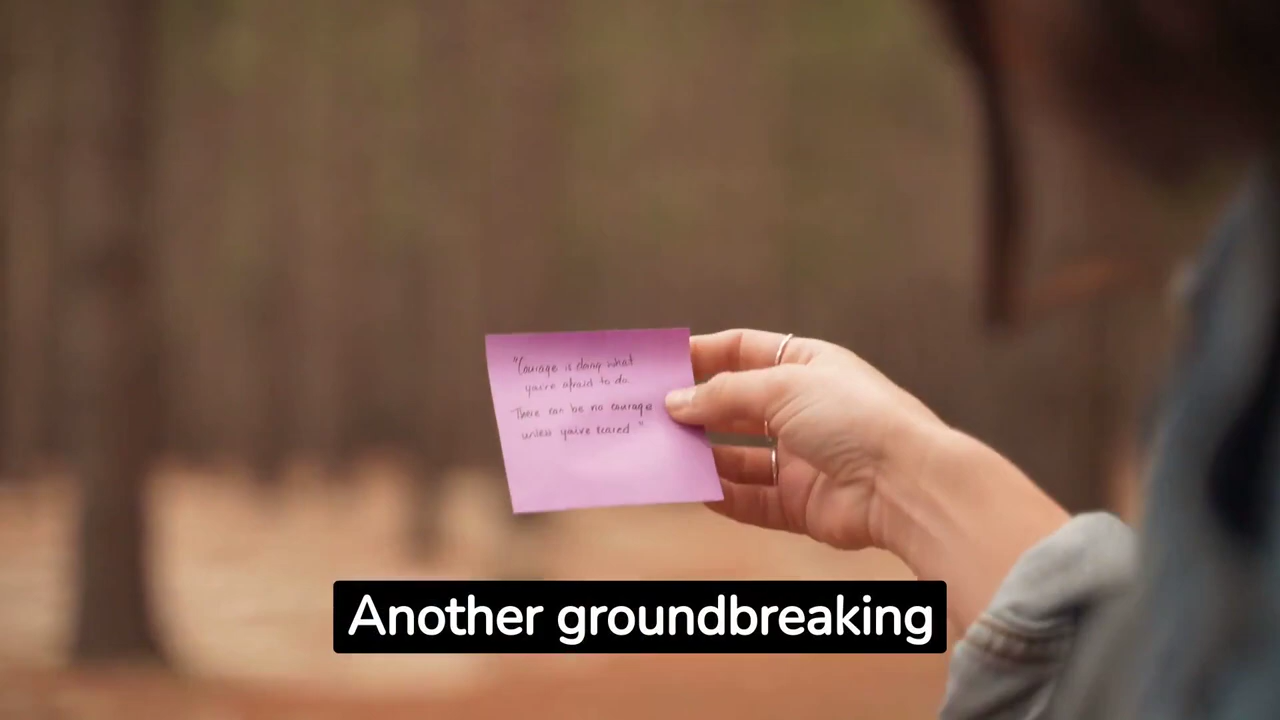 "Courage is doing what
you're afraid to do.
There can be no courage
unless you're scared."
Another groundbreaking